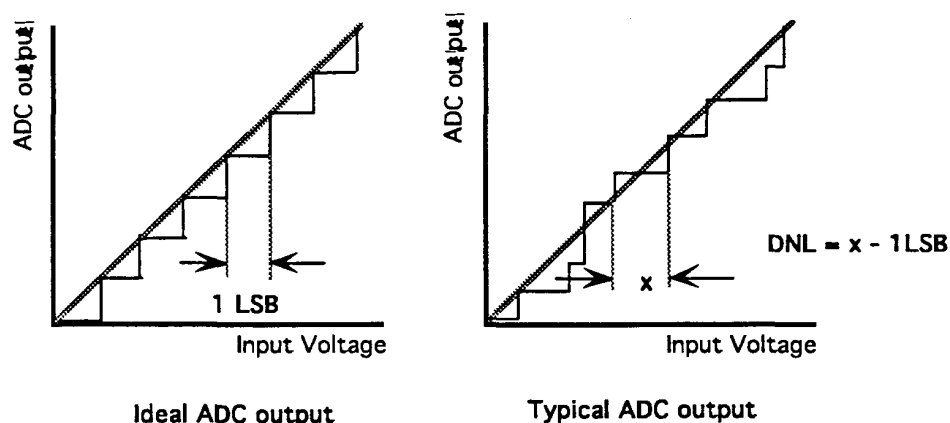 ADC output
1 LSB
Input Voltage
Ideal ADC output
ADC output
x
DNL = x - 1LSB
Input Voltage
Typical ADC output